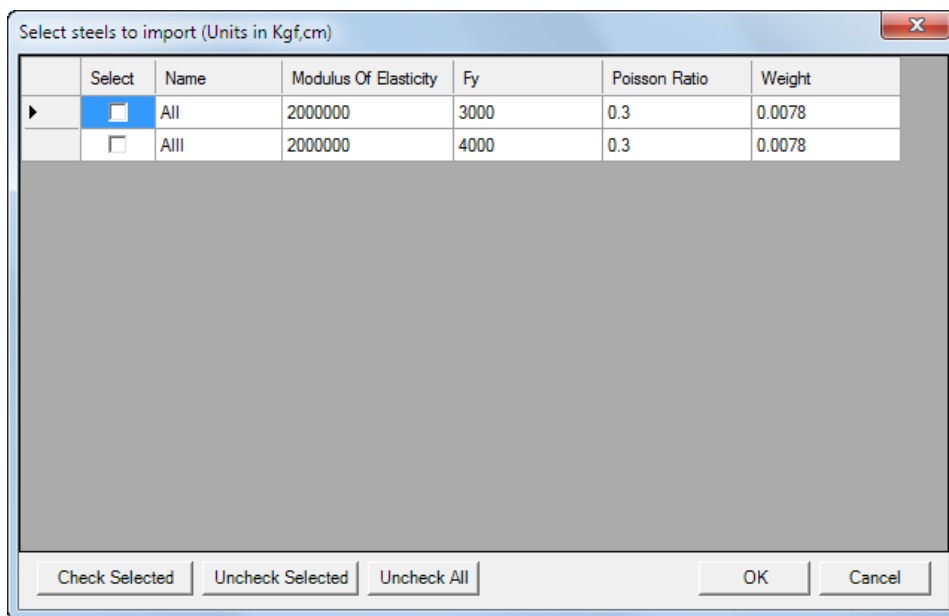 Select steels to import (Units in Kgf,cm)
Select Name Modulus Of Elasticity Fy Poisson Ratio Weight
AII 2000000 3000 0.3 0.0078
AIII 2000000 4000 0.3 0.0078
Check Selected Uncheck Selected Uncheck All OK Cancel